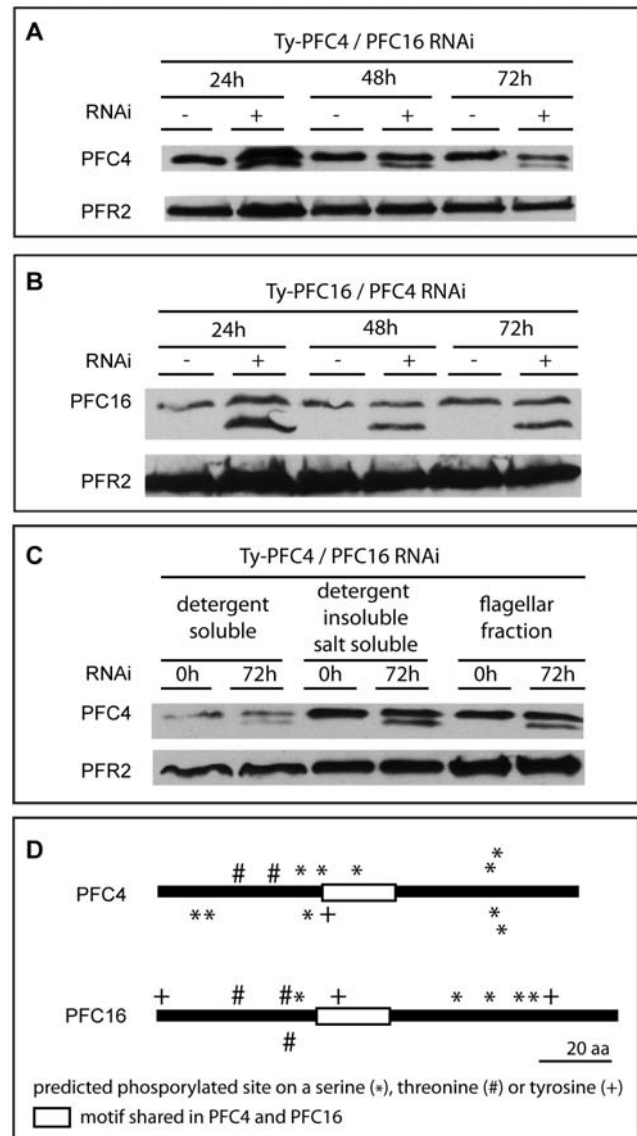 A
Ty-PFC4 / PFC16 RNAi
24h 48h 72h
RNAi - + - + - +
PFC4
PFR2
B
Ty-PFC16 / PFC4 RNAi
24h 48h 72h
RNAi - + - + - +
PFC16
PFR2
C
Ty-PFC4 / PFC16 RNAi
detergent soluble
detergent insoluble salt soluble
flagellar fraction
RNAi 0h 72h 0h 72h 0h 72h
PFC4
PFR2
D
# # * * *
PFC4
** * +
* *
* *
+ # # * + * * ** +
PFC16
#
20 aa
predicted phosporylated site on a serine (*), threonine (#) or tyrosine (+)
motif shared in PFC4 and PFC16